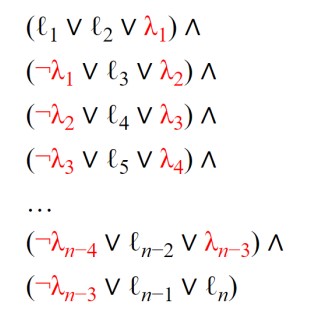 (ℓ₁ ∨ ℓ₂ ∨ λ₁) ∧
(¬λ₁ ∨ ℓ₃ ∨ λ₂) ∧
(¬λ₂ ∨ ℓ₄ ∨ λ₃) ∧
(¬λ₃ ∨ ℓ₅ ∨ λ₄) ∧
...
(¬λₙ₋₄ ∨ ℓₙ₋₂ ∨ λₙ₋₃) ∧
(¬λₙ₋₃ ∨ ℓₙ₋₁ ∨ ℓₙ)